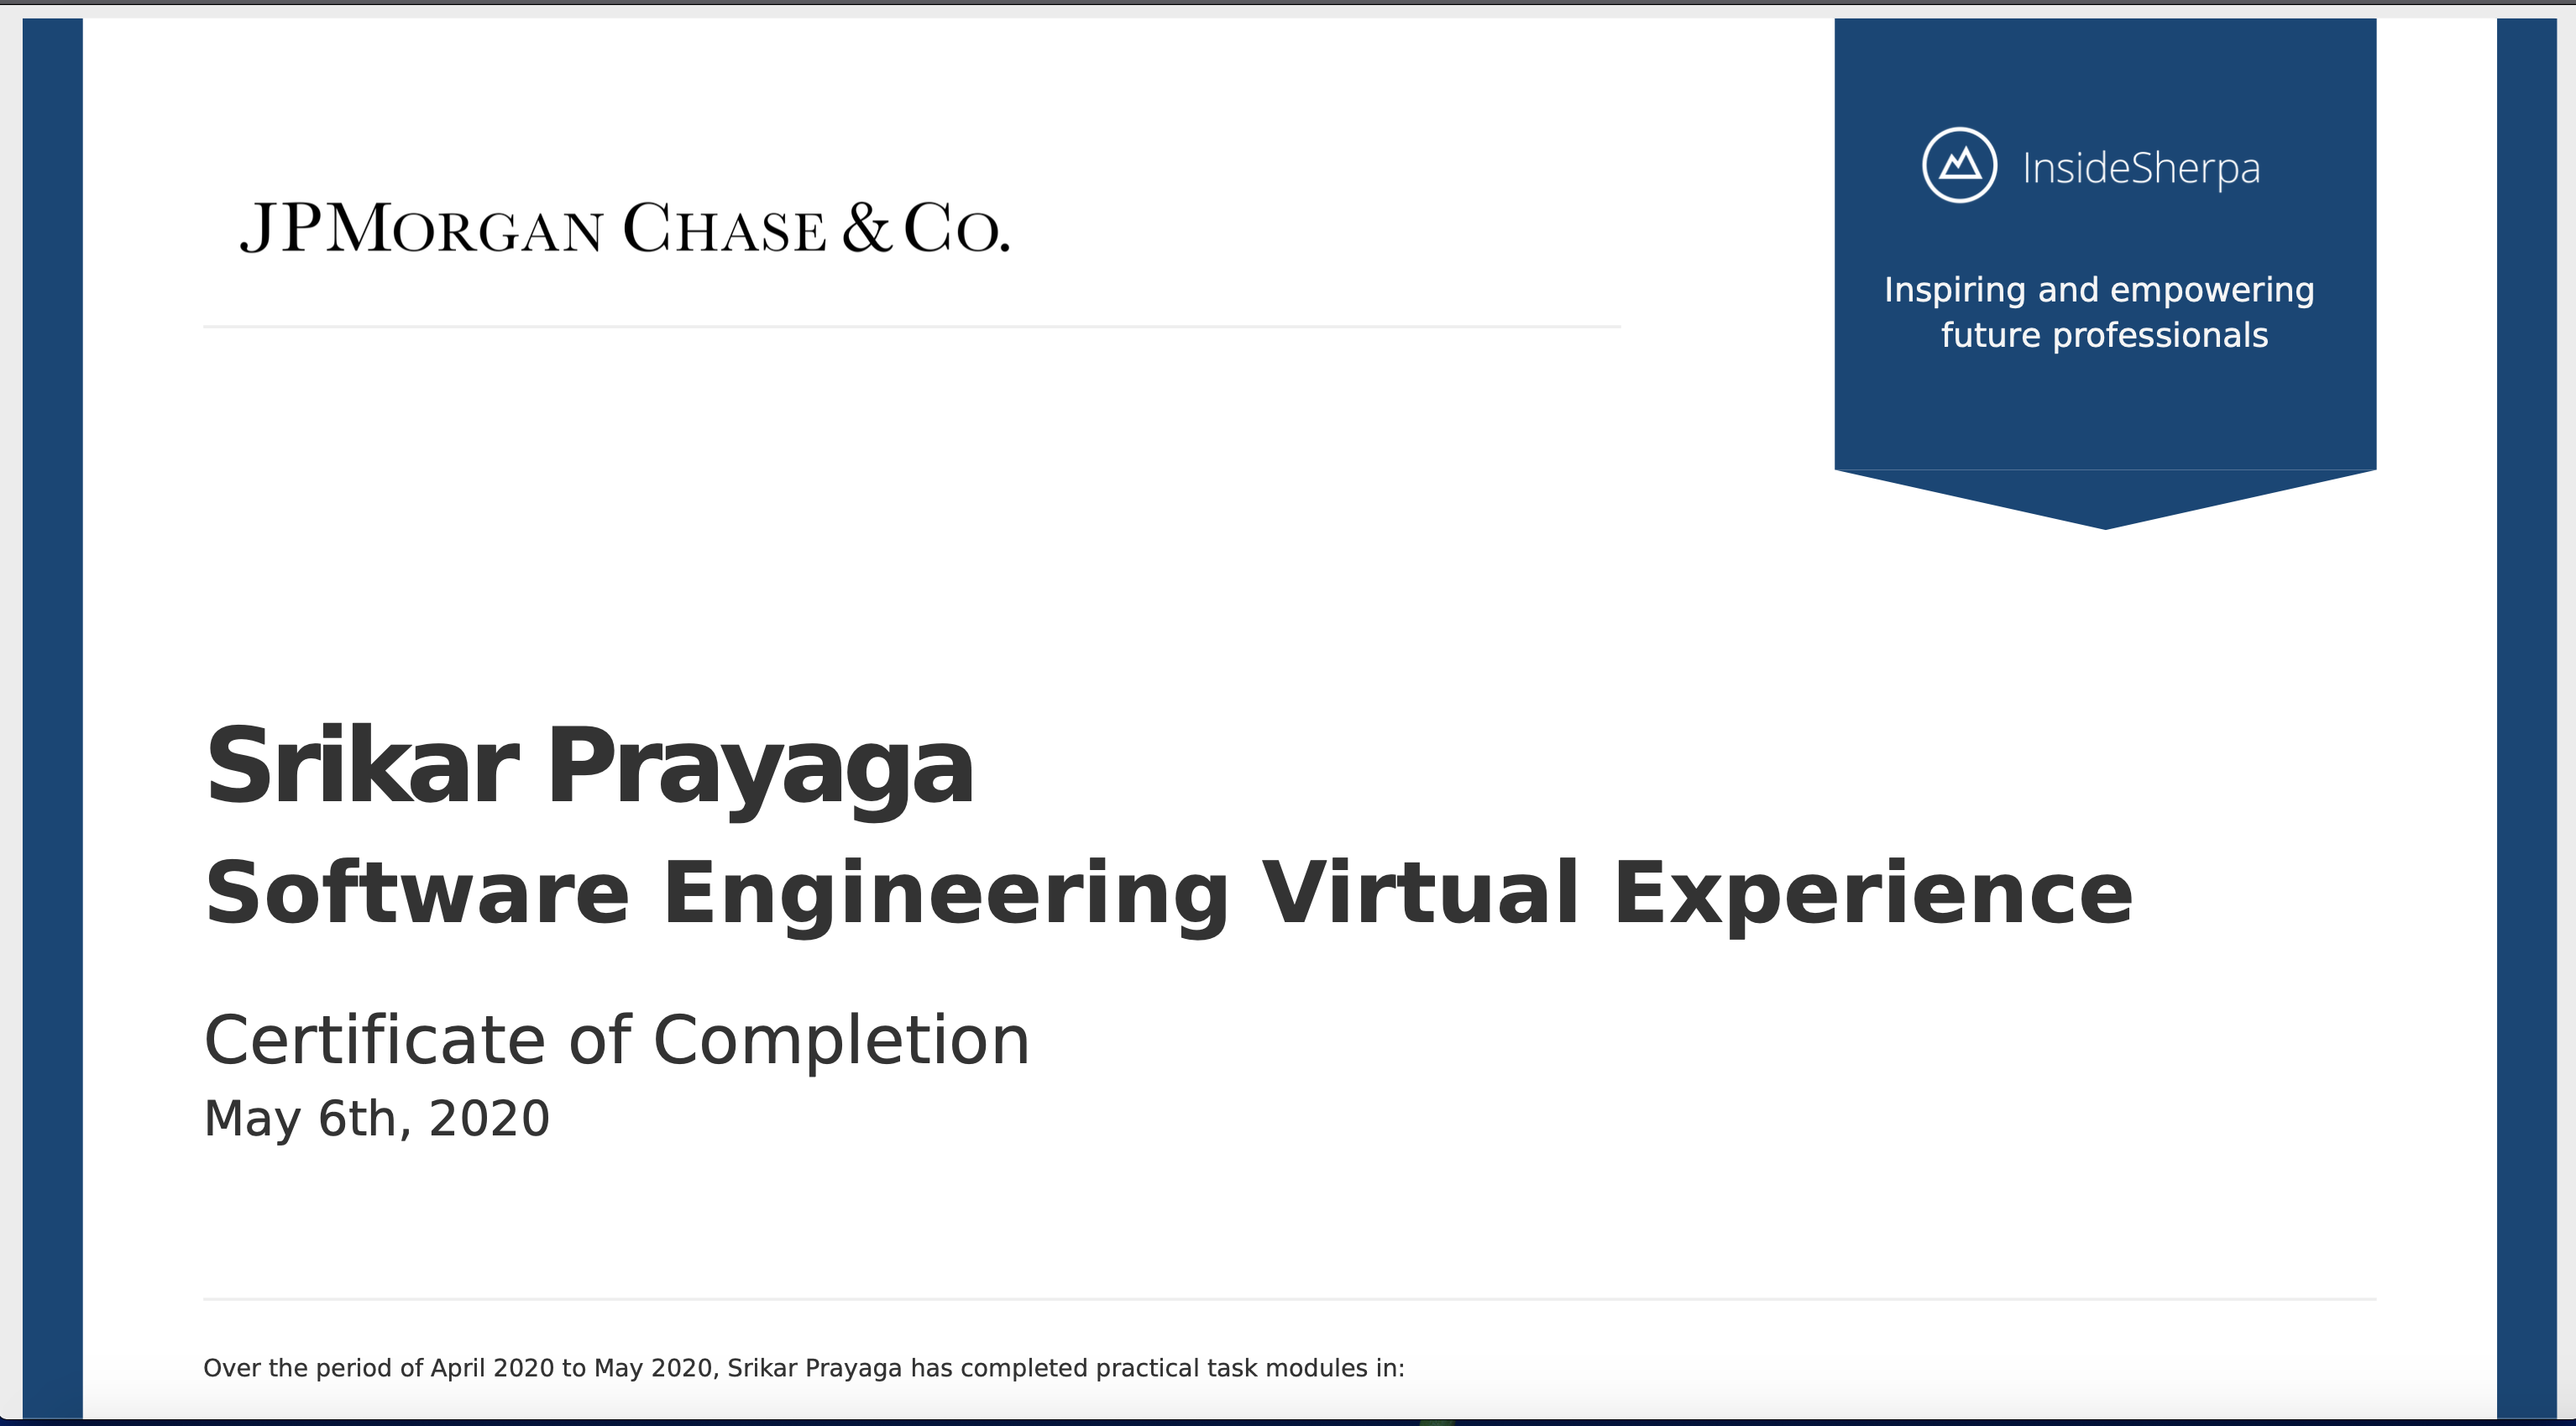 JPMORGAN CHASE & CO.
InsideSherpa
Inspiring and empowering
future professionals
Srikar Prayaga
Software Engineering Virtual Experience
Certificate of Completion
May 6th, 2020
Over the period of April 2020 to May 2020, Srikar Prayaga has completed practical task modules in: